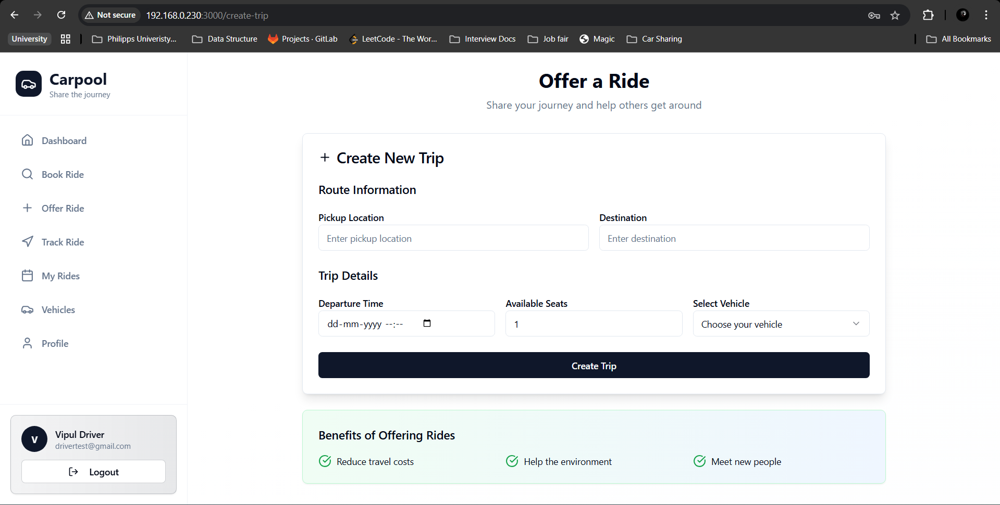 Not secure 192.168.0.230:3000/create-trip
University Philipps Univeristy... Data Structure Projects · GitLab LeetCode - The Wor... Interview Docs Job fair Magic Car Sharing All Bookmarks
Carpool
Share the journey
Dashboard
Book Ride
Offer Ride
Track Ride
My Rides
Vehicles
Profile
V
Vipul Driver
drivertest@gmail.com
Logout
Offer a Ride
Share your journey and help others get around
Create New Trip
Route Information
Pickup Location Destination
Enter pickup location Enter destination
Trip Details
Departure Time Available Seats Select Vehicle
dd-mm-yyyy --:-- 1 Choose your vehicle
Create Trip
Benefits of Offering Rides
Reduce travel costs Help the environment Meet new people